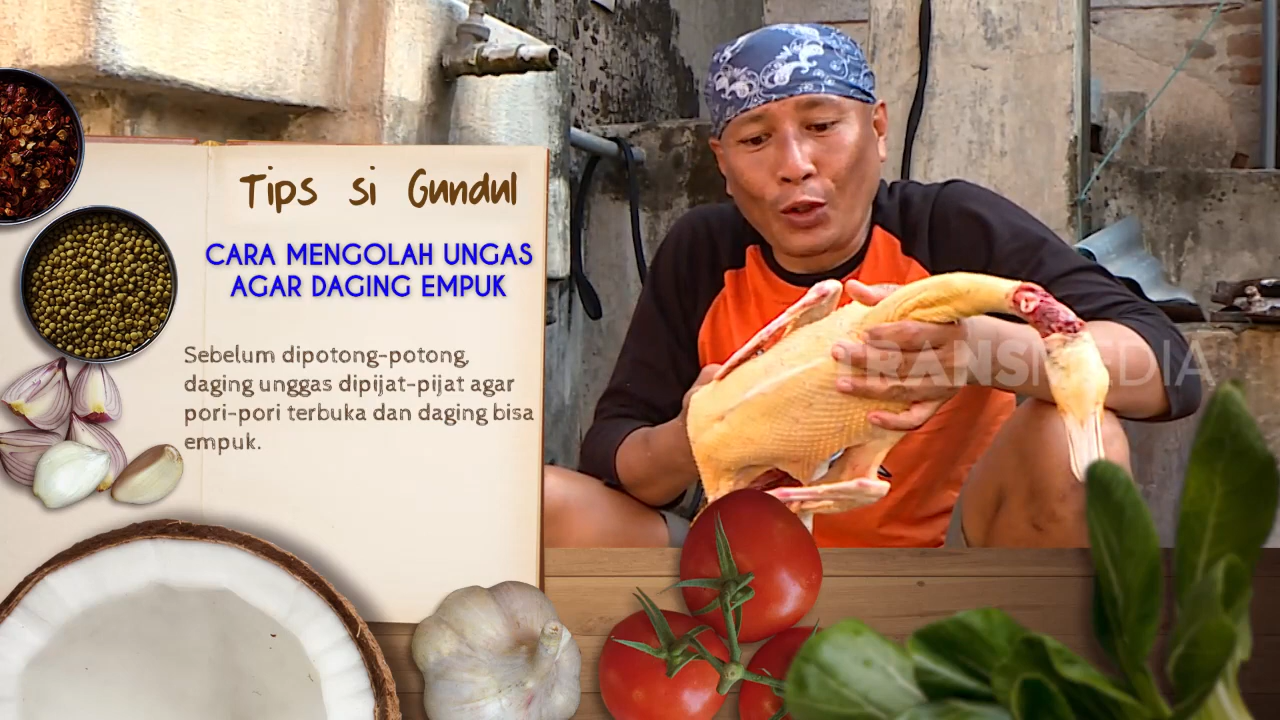 Tips si Gundul
CARA MENGOLAH UNGAS
AGAR DAGING EMPUK
Sebelum dipotong-potong,
daging unggas dipijat-pijat agar
pori-pori terbuka dan daging bisa
empuk.
TRANSMEDIA